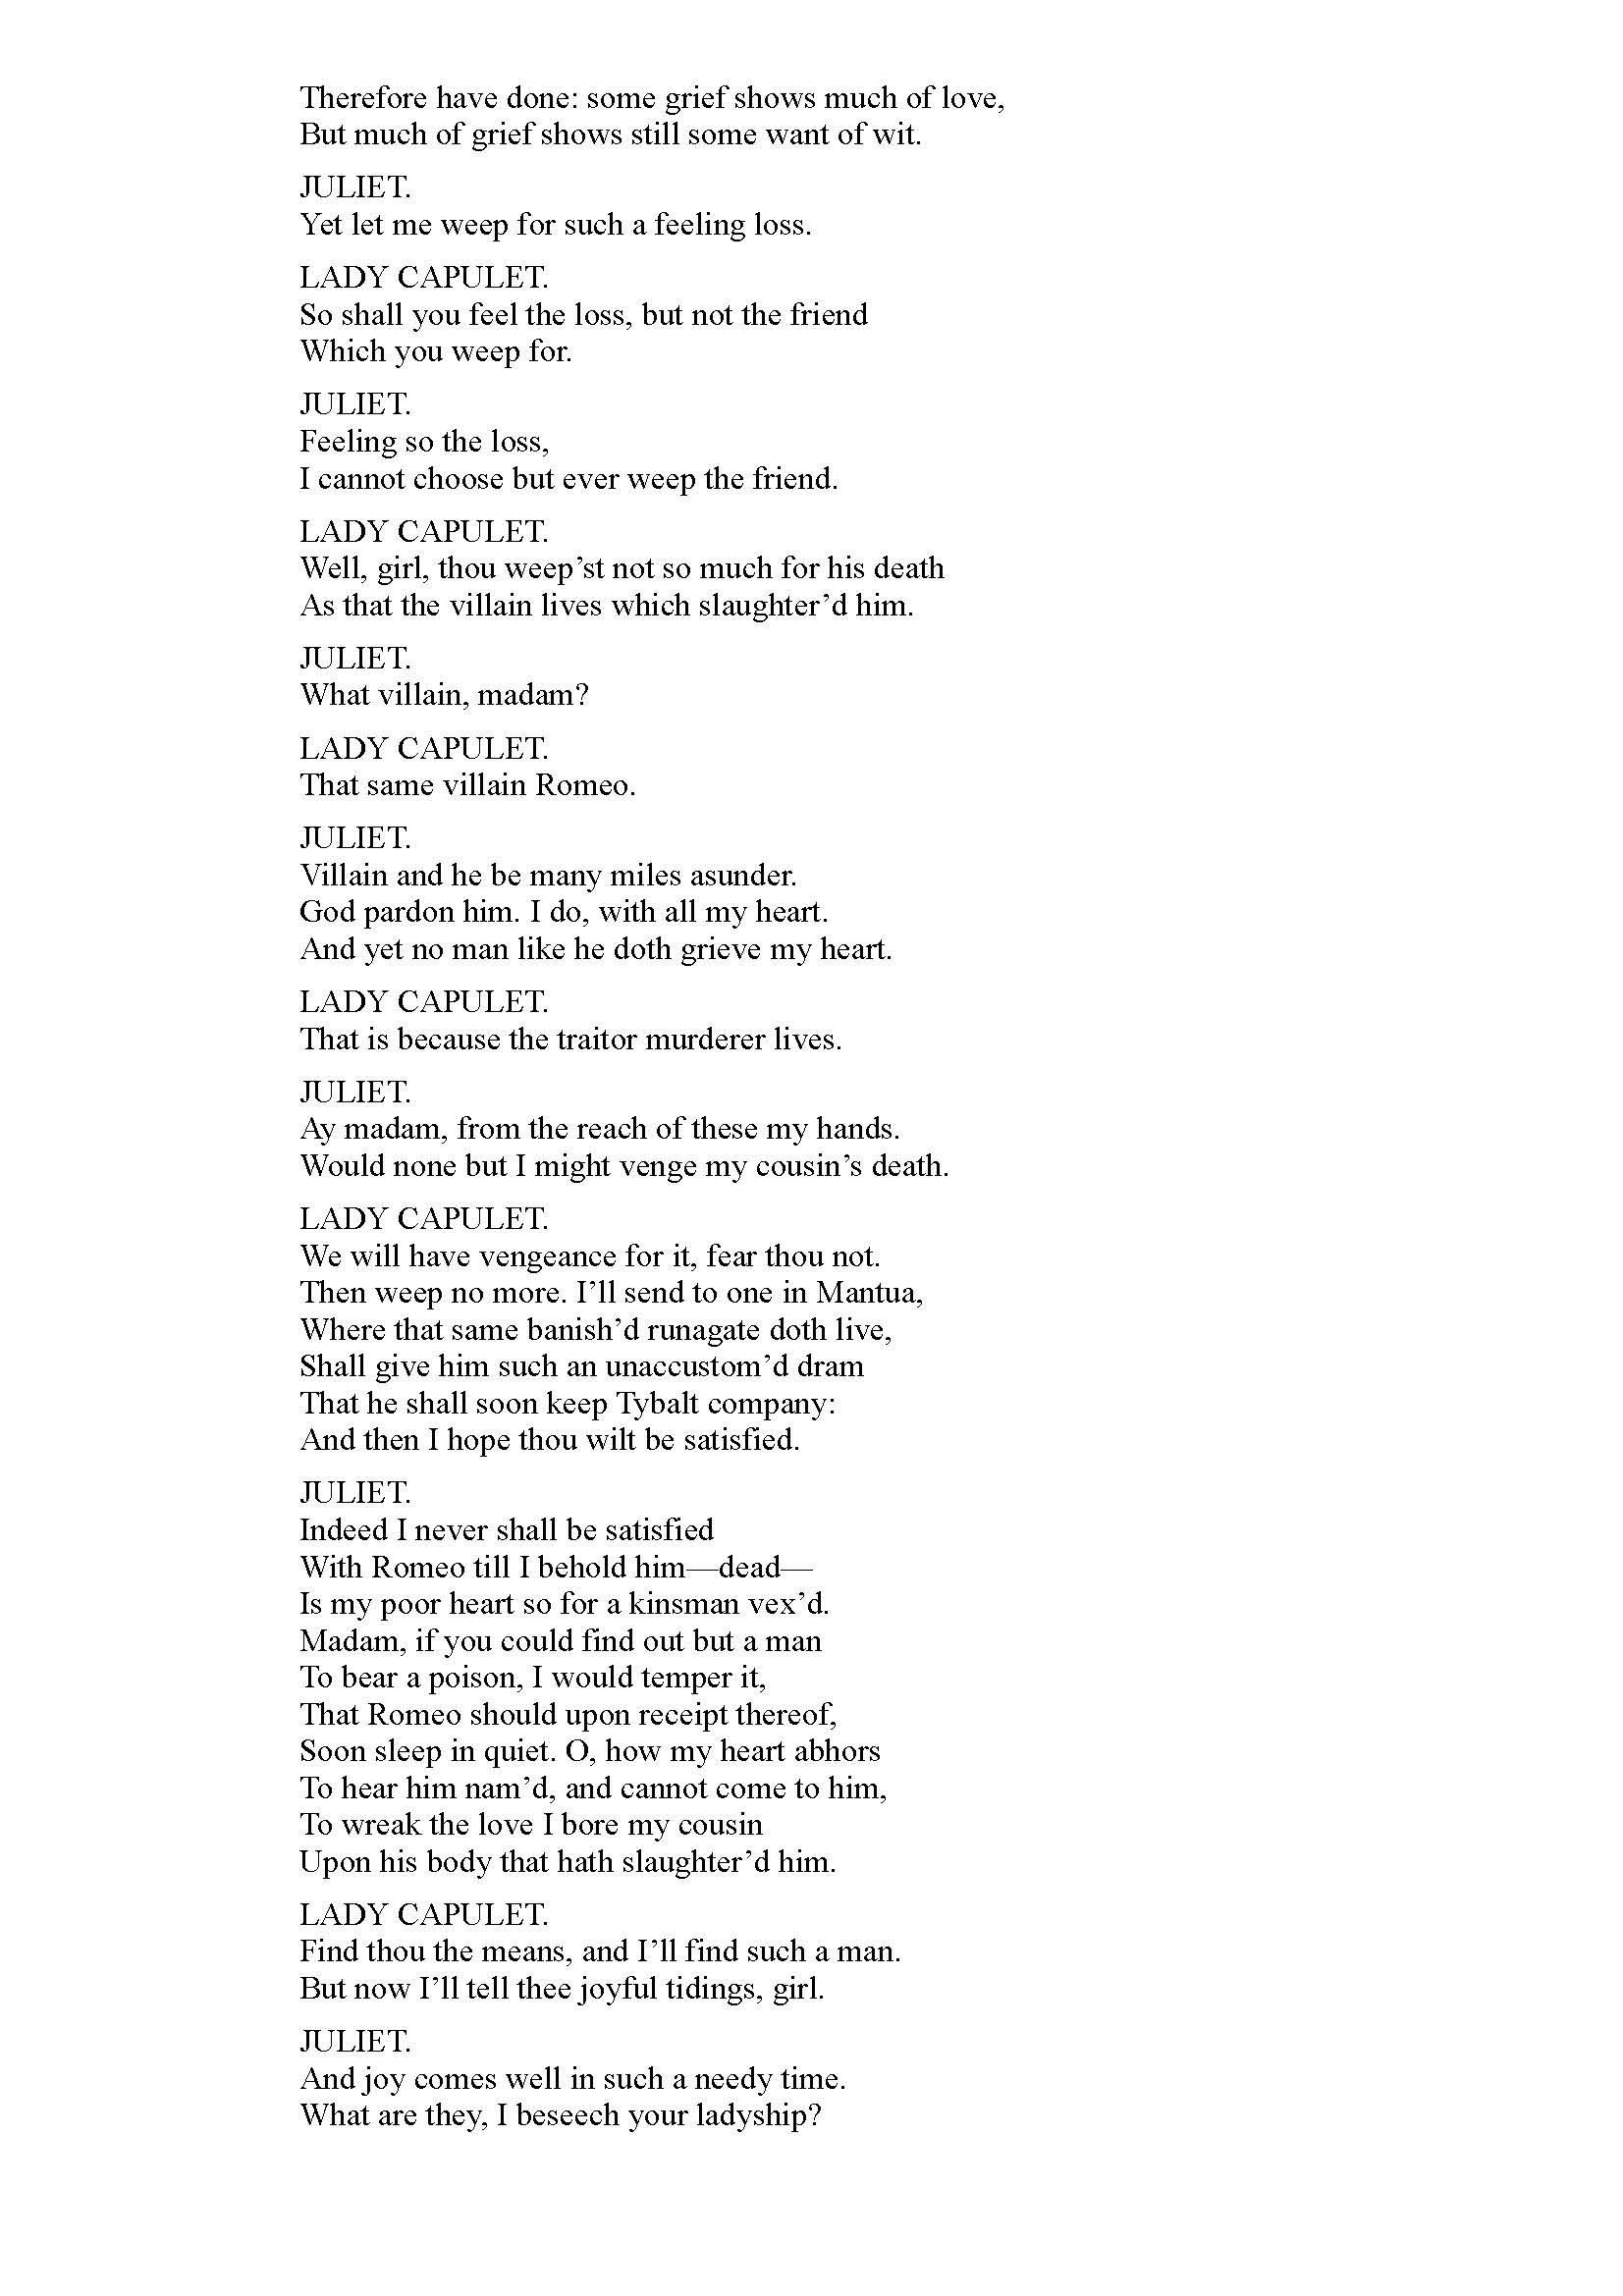 Therefore have done: some grief shows much of love,
But much of grief shows still some want of wit.
JULIET.
Yet let me weep for such a feeling loss.
LADY CAPULET.
So shall you feel the loss, but not the friend
Which you weep for.
JULIET.
Feeling so the loss,
I cannot choose but ever weep the friend.
LADY CAPULET.
Well, girl, thou weep’st not so much for his death
As that the villain lives which slaughter’d him.
JULIET.
What villain, madam?
LADY CAPULET.
That same villain Romeo.
JULIET.
Villain and he be many miles asunder.
God pardon him. I do, with all my heart.
And yet no man like he doth grieve my heart.
LADY CAPULET.
That is because the traitor murderer lives.
JULIET.
Ay madam, from the reach of these my hands.
Would none but I might venge my cousin’s death.
LADY CAPULET.
We will have vengeance for it, fear thou not.
Then weep no more. I’ll send to one in Mantua,
Where that same banish’d runagate doth live,
Shall give him such an unaccustom’d dram
That he shall soon keep Tybalt company:
And then I hope thou wilt be satisfied.
JULIET.
Indeed I never shall be satisfied
With Romeo till I behold him—dead—
Is my poor heart so for a kinsman vex’d.
Madam, if you could find out but a man
To bear a poison, I would temper it,
That Romeo should upon receipt thereof,
Soon sleep in quiet. O, how my heart abhors
To hear him nam’d, and cannot come to him,
To wreak the love I bore my cousin
Upon his body that hath slaughter’d him.
LADY CAPULET.
Find thou the means, and I’ll find such a man.
But now I’ll tell thee joyful tidings, girl.
JULIET.
And joy comes well in such a needy time.
What are they, I beseech your ladyship?